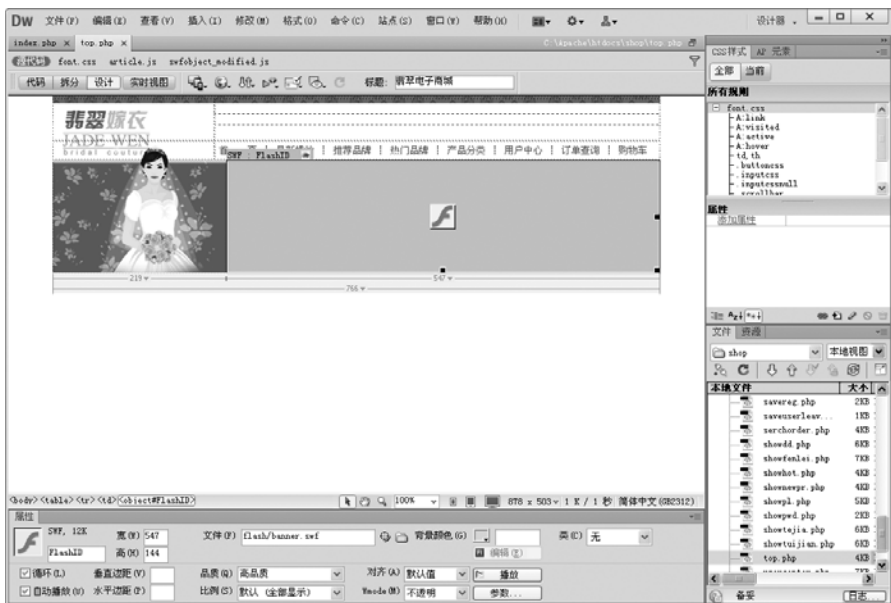 Dw 文件(F) 编辑(E) 查看(V) 插入(I) 修改(M) 格式(O) 命令(C) 站点(S) 窗口(W) 帮助(H) 设计器
index.php × top.php × C:\Apache\htdocs\shop\top.php
源代码 font.css article.js swfobject_modified.js
代码 拆分 设计 实时视图 标题: 翡翠电子商城
翡翠嫁衣
JADE WEN
bridal couture
推荐品牌 | 热门品牌 | 产品分类 | 用户中心 | 订单查询 | 购物车
SWF : FlashID
219
547
766
<body> <table> <tr> <td> <object#FlashID>
100% 878 x 503 1 K / 1 秒 简体中文(GB2312)
属性
SWF, 12K 宽(W) 547 文件(F) flash/banner.swf 背景颜色(G) 类(C) 无
FlashID 高(H) 144 编辑(E)
循环(L) 垂直边距(V) 品质(Q) 高品质 对齐(A) 默认值 播放
自动播放(U) 水平边距(P) 比例(S) 默认 (全部显示) Wmode(M) 不透明 参数...
CSS样式 AP 元素
全部 当前
所有规则
font.css
A:link
A:visited
A:active
A:hover
td, th
.buttoncss
.inputcss
.inputcssnall
scrollbar
属性
添加属性
文件 资源
shop 本地视图
本地文件 大小
savereg.php 2KB
saveuserleav... 1KB
serchorder.php 4KB
showdd.php 6KB
showfenlei.php 7KB
showhot.php 4KB
shownewpr.php 4KB
showpl.php 5KB
showpwd.php 2KB
showtejia.php 6KB
showtuijian.php 6KB
top.php 4KB
备妥 日志...